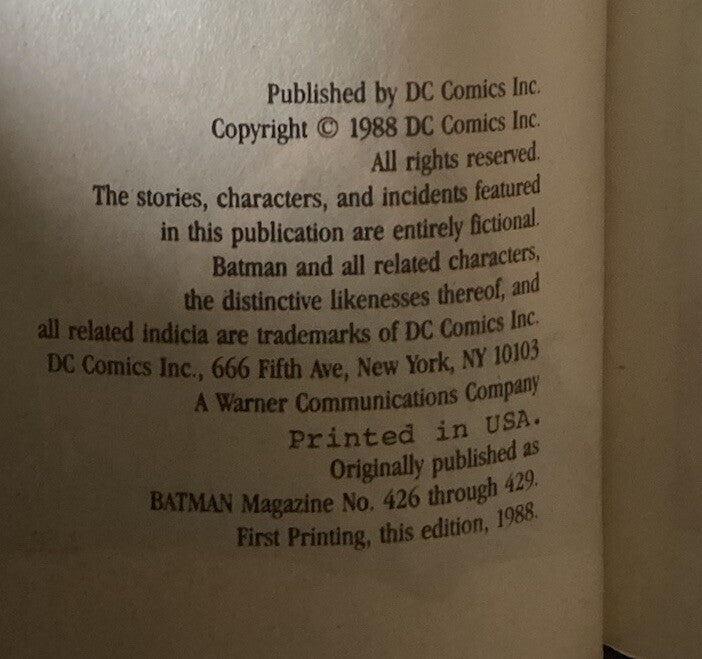 Published by DC Comics Inc.
Copyright © 1988 DC Comics Inc.
All rights reserved.
The stories, characters, and incidents featured
in this publication are entirely fictional.
Batman and all related characters,
the distinctive likenesses thereof, and
all related indicia are trademarks of DC Comics Inc.
DC Comics Inc., 666 Fifth Ave, New York, NY 10103
A Warner Communications Company
Printed in USA.
Originally published as
BATMAN Magazine No. 426 through 429.
First Printing, this edition, 1988.